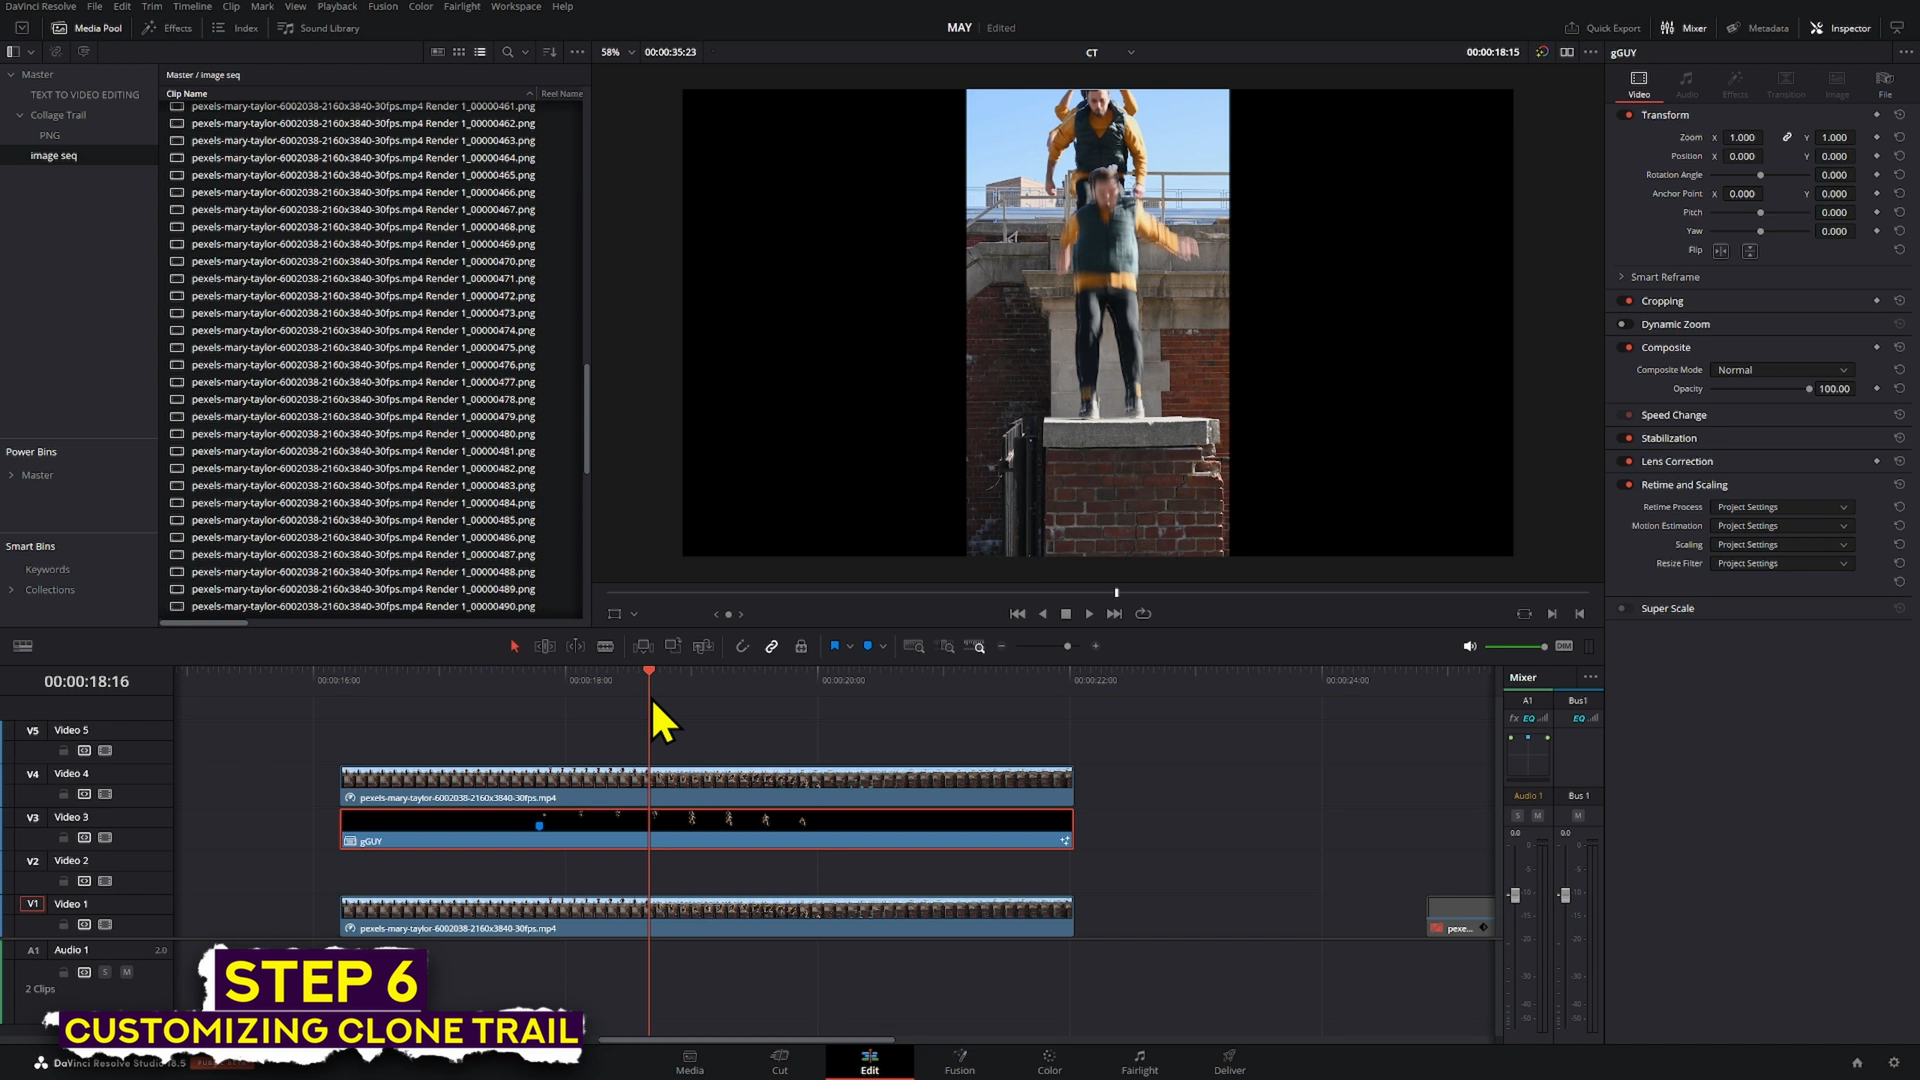 DaVinci Resolve File Edit Trim Timeline Clip Mark View Playback Fusion Color Fairlight Workspace Help
Media Pool Effects Index Sound Library MAY Edited Quick Export Mixer Metadata Inspector
58% 00:00:35:23 CT 00:00:18:15 gGUY
Master
TEXT TO VIDEO EDITING
Collage Trail
PNG
image seq
Power Bins
Master
Smart Bins
Keywords
Collections
Master / image seq
Clip Name Reel Name
pexels-mary-taylor-6002038-2160x3840-30fps.mp4 Render 1_00000461.png
pexels-mary-taylor-6002038-2160x3840-30fps.mp4 Render 1_00000462.png
pexels-mary-taylor-6002038-2160x3840-30fps.mp4 Render 1_00000463.png
pexels-mary-taylor-6002038-2160x3840-30fps.mp4 Render 1_00000464.png
pexels-mary-taylor-6002038-2160x3840-30fps.mp4 Render 1_00000465.png
pexels-mary-taylor-6002038-2160x3840-30fps.mp4 Render 1_00000466.png
pexels-mary-taylor-6002038-2160x3840-30fps.mp4 Render 1_00000467.png
pexels-mary-taylor-6002038-2160x3840-30fps.mp4 Render 1_00000468.png
pexels-mary-taylor-6002038-2160x3840-30fps.mp4 Render 1_00000469.png
pexels-mary-taylor-6002038-2160x3840-30fps.mp4 Render 1_00000470.png
pexels-mary-taylor-6002038-2160x3840-30fps.mp4 Render 1_00000471.png
pexels-mary-taylor-6002038-2160x3840-30fps.mp4 Render 1_00000472.png
pexels-mary-taylor-6002038-2160x3840-30fps.mp4 Render 1_00000473.png
pexels-mary-taylor-6002038-2160x3840-30fps.mp4 Render 1_00000474.png
pexels-mary-taylor-6002038-2160x3840-30fps.mp4 Render 1_00000475.png
pexels-mary-taylor-6002038-2160x3840-30fps.mp4 Render 1_00000476.png
pexels-mary-taylor-6002038-2160x3840-30fps.mp4 Render 1_00000477.png
pexels-mary-taylor-6002038-2160x3840-30fps.mp4 Render 1_00000478.png
pexels-mary-taylor-6002038-2160x3840-30fps.mp4 Render 1_00000479.png
pexels-mary-taylor-6002038-2160x3840-30fps.mp4 Render 1_00000480.png
pexels-mary-taylor-6002038-2160x3840-30fps.mp4 Render 1_00000481.png
pexels-mary-taylor-6002038-2160x3840-30fps.mp4 Render 1_00000482.png
pexels-mary-taylor-6002038-2160x3840-30fps.mp4 Render 1_00000483.png
pexels-mary-taylor-6002038-2160x3840-30fps.mp4 Render 1_00000484.png
pexels-mary-taylor-6002038-2160x3840-30fps.mp4 Render 1_00000485.png
pexels-mary-taylor-6002038-2160x3840-30fps.mp4 Render 1_00000486.png
pexels-mary-taylor-6002038-2160x3840-30fps.mp4 Render 1_00000487.png
pexels-mary-taylor-6002038-2160x3840-30fps.mp4 Render 1_00000488.png
pexels-mary-taylor-6002038-2160x3840-30fps.mp4 Render 1_00000489.png
pexels-mary-taylor-6002038-2160x3840-30fps.mp4 Render 1_00000490.png
Video Audio Effects Transition Image File
Transform
Zoom X 1.000 Y 1.000
Position X 0.000 Y 0.000
Rotation Angle 0.000
Anchor Point X 0.000 Y 0.000
Pitch 0.000
Yaw 0.000
Flip
Smart Reframe
Cropping
Dynamic Zoom
Composite
Composite Mode Normal
Opacity 100.00
Speed Change
Stabilization
Lens Correction
Retime and Scaling
Retime Process Project Settings
Motion Estimation Project Settings
Scaling Project Settings
Resize Filter Project Settings
Super Scale
DIM
00:00:18:16 00:00:16:00 00:00:18:00 00:00:20:00 00:00:22:00 00:00:24:00
V5 Video 5
V4 Video 4
pexels-mary-taylor-6002038-2160x3840-30fps.mp4
V3 Video 3
gGUY
V2 Video 2
V1 Video 1
pexels-mary-taylor-6002038-2160x3840-30fps.mp4 pexe...
A1 Audio 1 2.0
S M
2 Clips
Mixer
A1 Bus1
fx EQ EQ
Audio 1 Bus 1
S M M
0.0 0.0
STEP 6
CUSTOMIZING CLONE TRAIL
DaVinci Resolve Studio 18.5
Media Cut Edit Fusion Color Fairlight Deliver